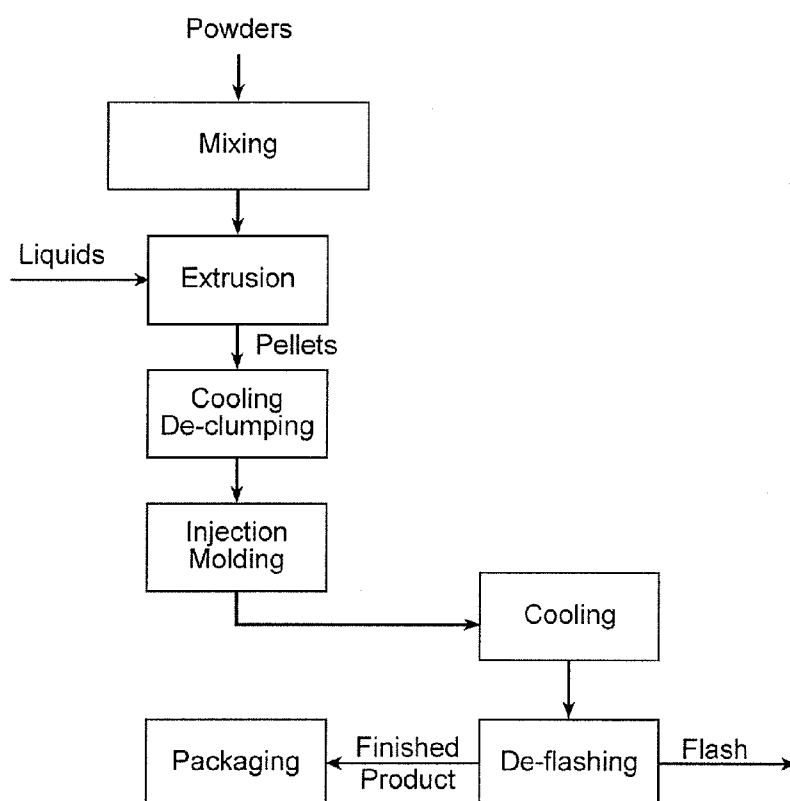 Powders
Mixing
Liquids
Extrusion
Pellets
Cooling
De-clumping
Injection
Molding
Cooling
Packaging
Finished
Product
De-flashing
Flash